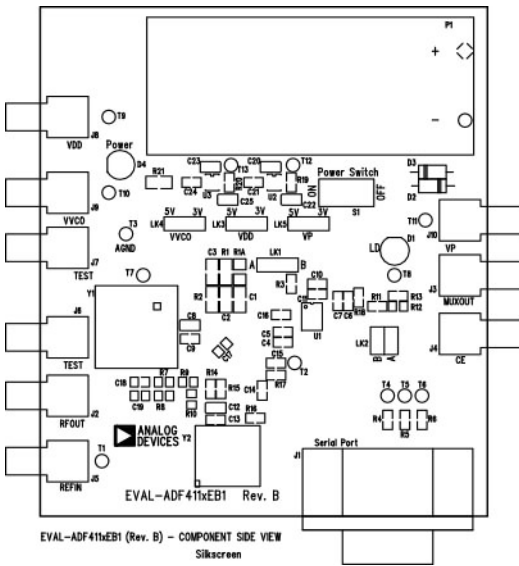 P1
+
-
T9
J8
VDD
Power
D4
C23
T13
C20
T12
D3
R21
C24
U3
R20
C21
U2
R19
Power Switch
D2
T10
C25
C22
ON
OFF
S1
J9
VVCO
T3
5V 3V
5V 3V
5V 3V
T11
LK4
LK3
LK5
VVCO
VDD
VP
J10
AGND
D1
VP
J7
TEST
C3 R1 R1A
LK1
A
B
LD
T7
C10
T8
J3
Y1
R3
R2
C1
C11
R13
MUXOUT
R11
R12
C2
C7 C6 R18
J6
C8
C16
U1
C9
C5
C4
LK2
J4
TEST
B
A
CE
C15
T2
C18
R7 R9
R14
R15
R17
C19
R8
C14
T4 T5 T6
J2
R10
C12
RFOUT
C13
R16
R4
R5
R6
ANALOG
DEVICES
Y2
Serial Port
T1
J1
REFIN
J5
EVAL-ADF411xEB1 Rev. B
EVAL-ADF411xEB1 (Rev. B) - COMPONENT SIDE VIEW
Silkscreen